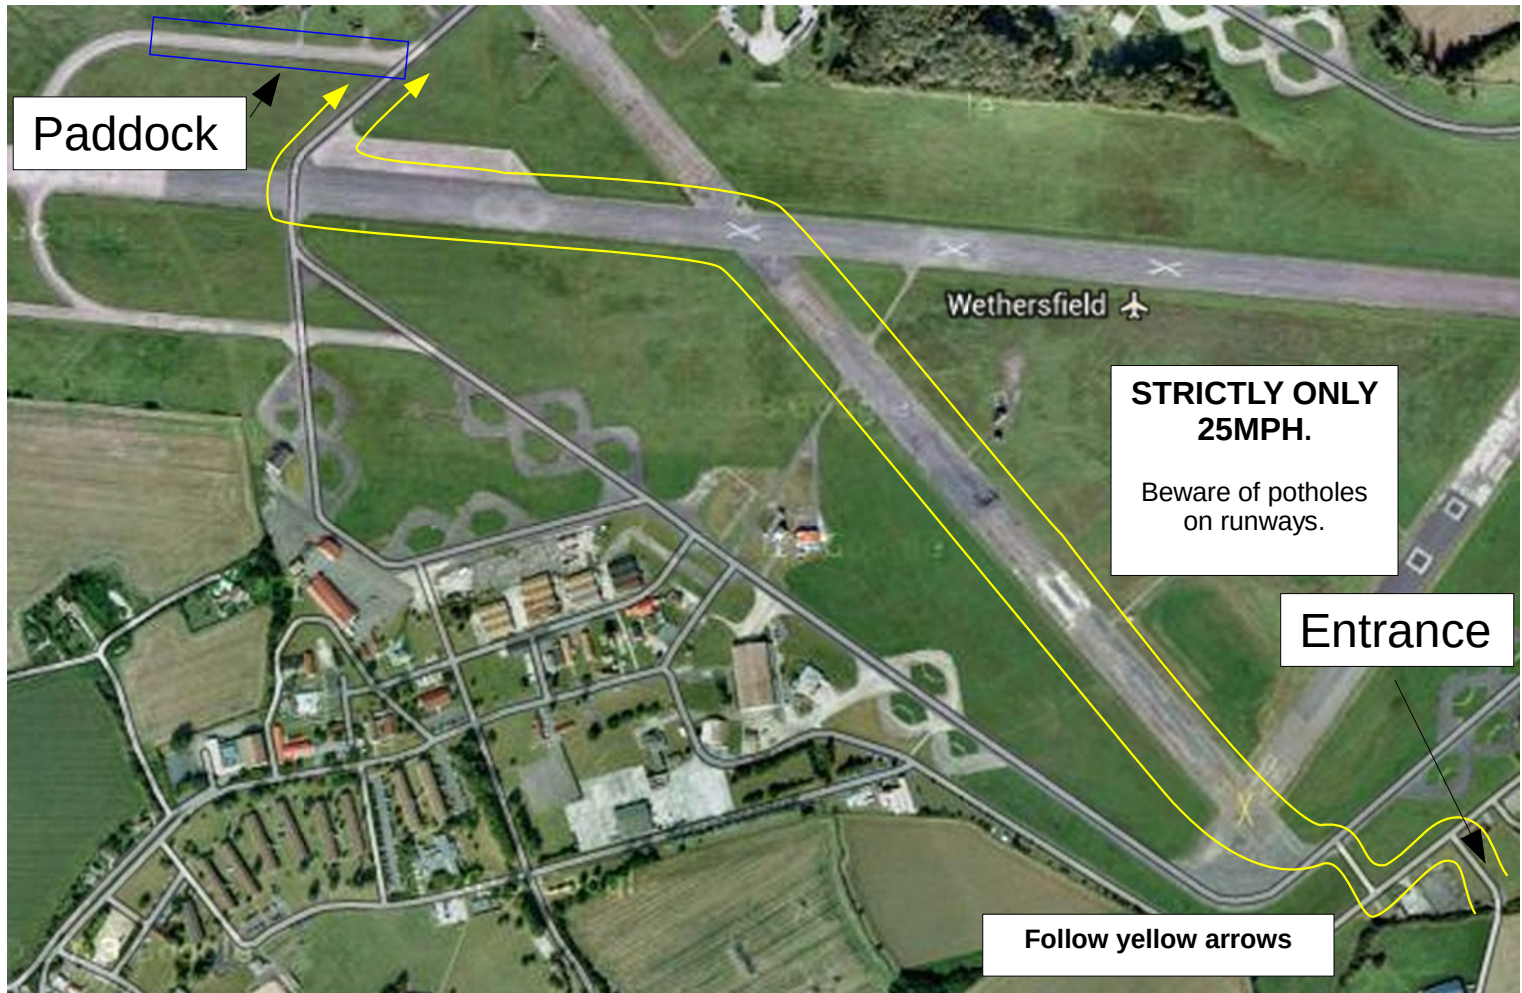 Paddock
Wethersfield
STRICTLY ONLY
25MPH.
Beware of potholes
on runways.
Entrance
Follow yellow arrows